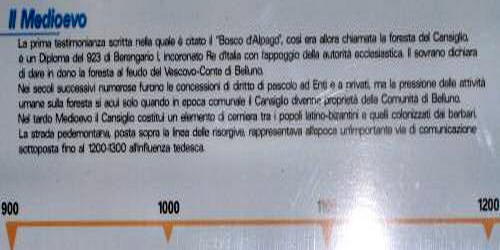 Il Medioevo
La prima testimonianza scritta nella quale è citato il "Bosco d'Alpago", così era allora chiamata la foresta del Cansiglio,
è un Diploma del 923 di Berengario I, incoronato Re d'Italia con l'appoggio della autorità ecclesiastica. Il sovrano dichiara
di dare in dono la foresta al feudo del Vescovo-Conte di Belluno.
Nei secoli successivi numerose furono le concessioni di diritto di pascolo ad Enti e a privati, ma la pressione delle attività
umane sulla foresta si acuì solo quando in epoca comunale il Cansiglio divenne proprietà della Comunità di Belluno.
Nel tardo Medioevo il Cansiglio costituì un elemento di cerniera tra i popoli latino-bizantini e quelli colonizzati dai barbari.
La strada pedemontana, posta sopra la linea delle risorgive, rappresentava all'epoca un'importante via di comunicazione
sottoposta fino al 1200-1300 all'influenza tedesca.
900 1000 1100 1200